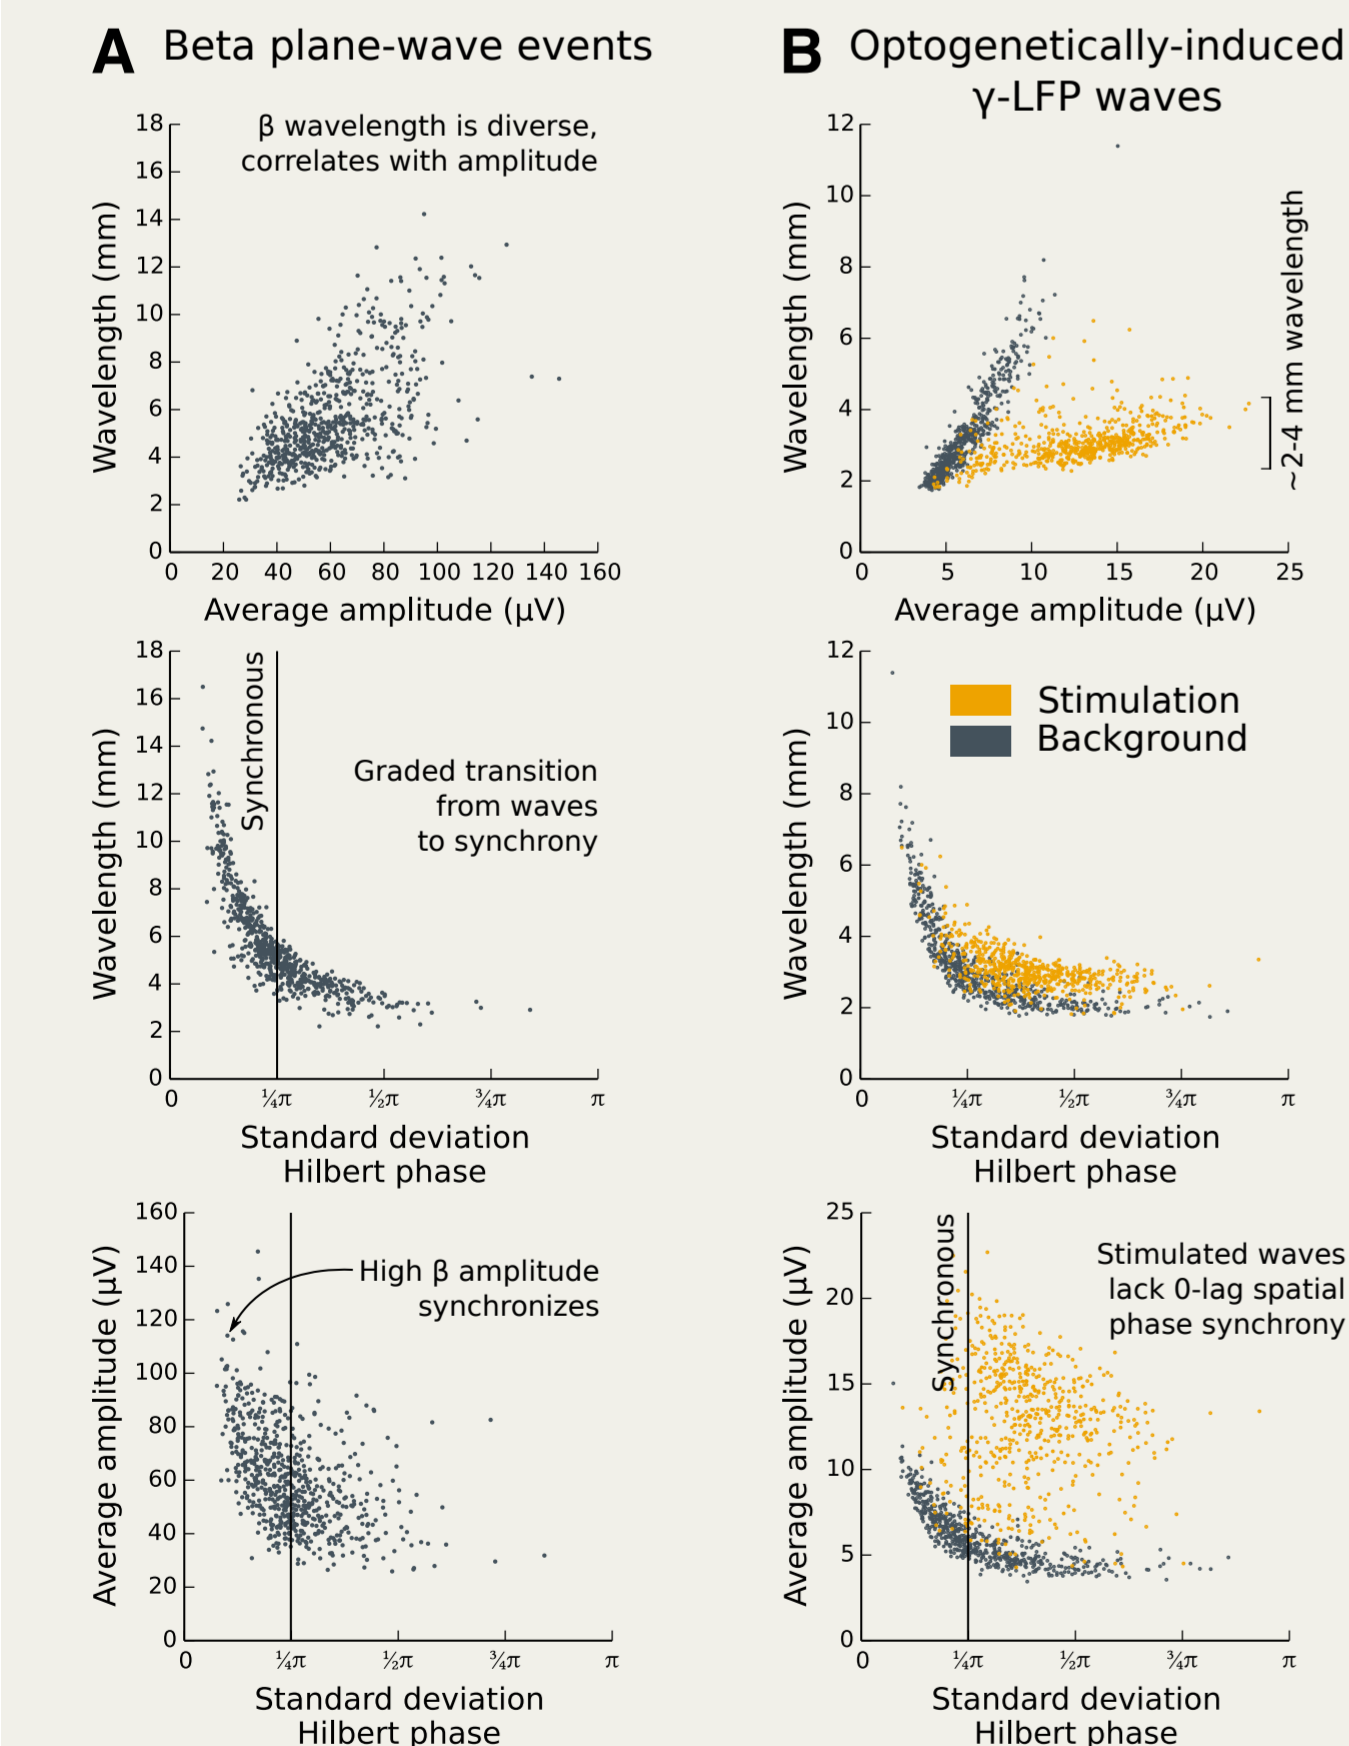 A Beta plane-wave events
β wavelength is diverse,
correlates with amplitude
18
16
14
12
10
8
6
4
2
0
Wavelength (mm)
0 20 40 60 80 100 120 140 160
Average amplitude (µV)
B Optogenetically-induced
γ-LFP waves
12
10
8
6
4
2
0
Wavelength (mm)
~2-4 mm wavelength
0 5 10 15 20 25
Average amplitude (µV)
18
16
14
12
10
8
6
4
2
0
Wavelength (mm)
Synchronous
Graded transition
from waves
to synchrony
0 ¼π ½π ¾π π
Standard deviation
Hilbert phase
12
10
8
6
4
2
0
Wavelength (mm)
Stimulation
Background
0 ¼π ½π ¾π π
Standard deviation
Hilbert phase
160
140
120
100
80
60
40
20
0
Average amplitude (µV)
High β amplitude
synchronizes
0 ¼π ½π ¾π π
Standard deviation
Hilbert phase
25
20
15
10
5
0
Average amplitude (µV)
Synchronous
Stimulated waves
lack 0-lag spatial
phase synchrony
0 ¼π ½π ¾π π
Standard deviation
Hilbert phase